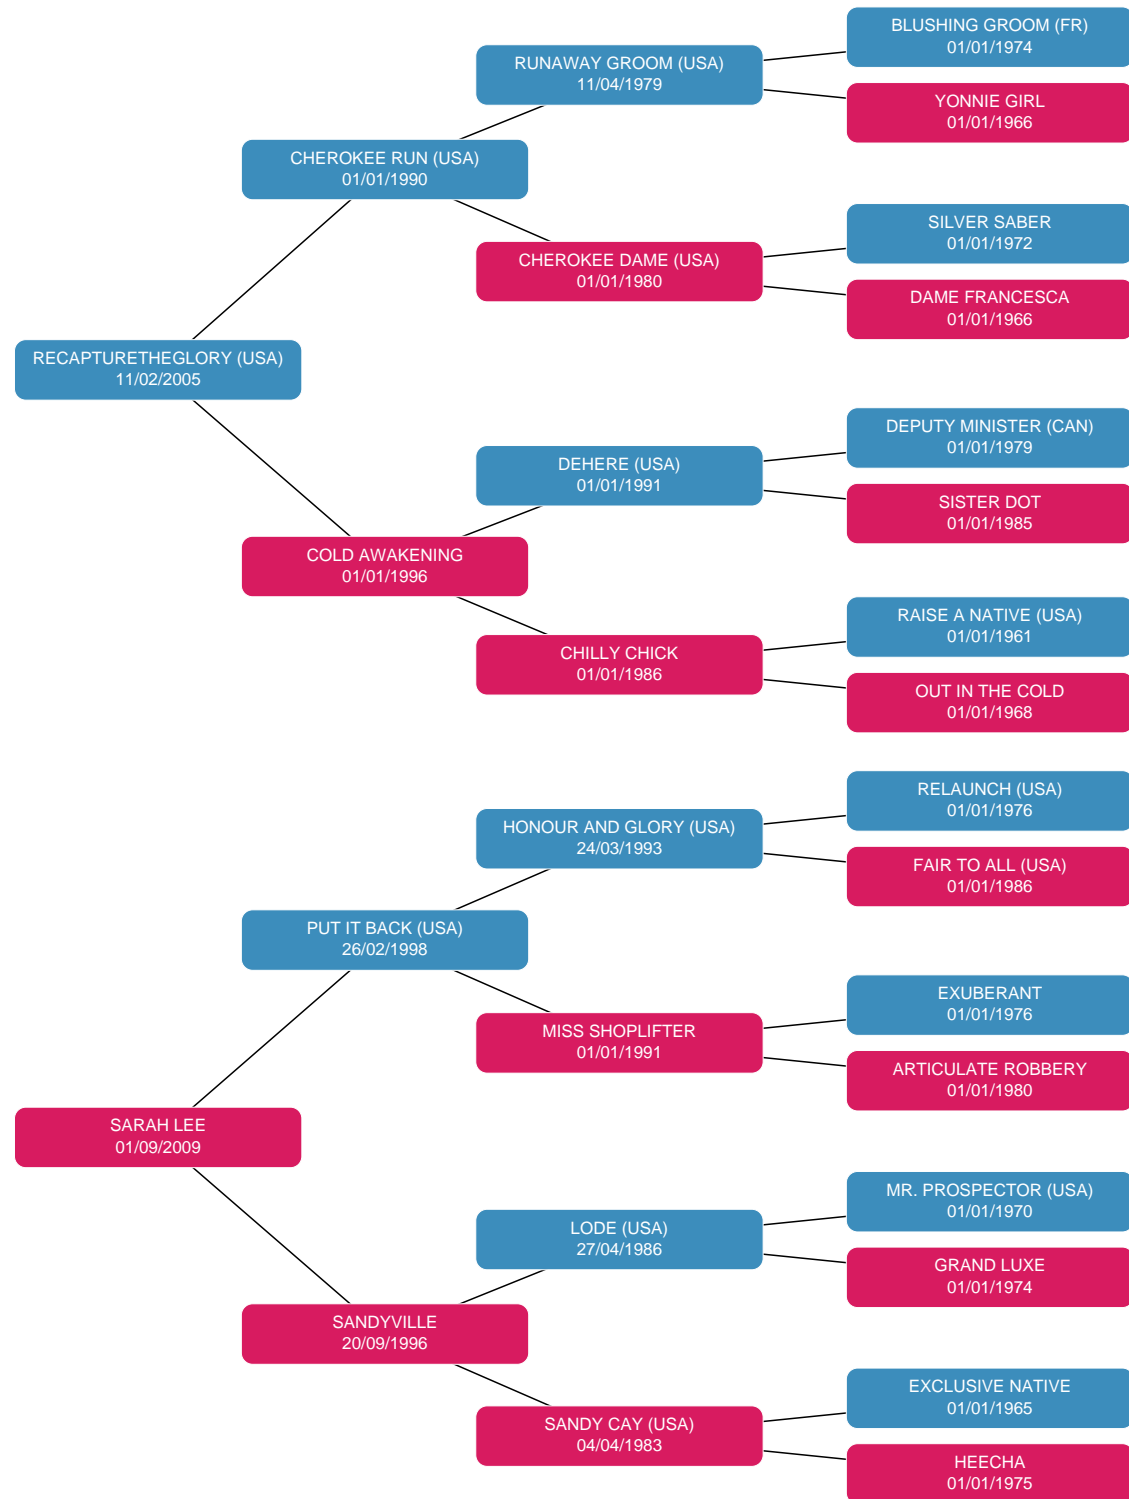 BLUSHING GROOM (FR)
01/01/1974
RUNAWAY GROOM (USA)
11/04/1979
YONNIE GIRL
01/01/1966
CHEROKEE RUN (USA)
01/01/1990
SILVER SABER
01/01/1972
CHEROKEE DAME (USA)
01/01/1980
DAME FRANCESCA
01/01/1966
RECAPTURETHEGLORY (USA)
11/02/2005
DEPUTY MINISTER (CAN)
01/01/1979
DEHERE (USA)
01/01/1991
SISTER DOT
01/01/1985
COLD AWAKENING
01/01/1996
RAISE A NATIVE (USA)
01/01/1961
CHILLY CHICK
01/01/1986
OUT IN THE COLD
01/01/1968
RELAUNCH (USA)
01/01/1976
HONOUR AND GLORY (USA)
24/03/1993
FAIR TO ALL (USA)
01/01/1986
PUT IT BACK (USA)
26/02/1998
EXUBERANT
01/01/1976
MISS SHOPLIFTER
01/01/1991
ARTICULATE ROBBERY
01/01/1980
SARAH LEE
01/09/2009
MR. PROSPECTOR (USA)
01/01/1970
LODE (USA)
27/04/1986
GRAND LUXE
01/01/1974
SANDYVILLE
20/09/1996
EXCLUSIVE NATIVE
01/01/1965
SANDY CAY (USA)
04/04/1983
HEECHA
01/01/1975